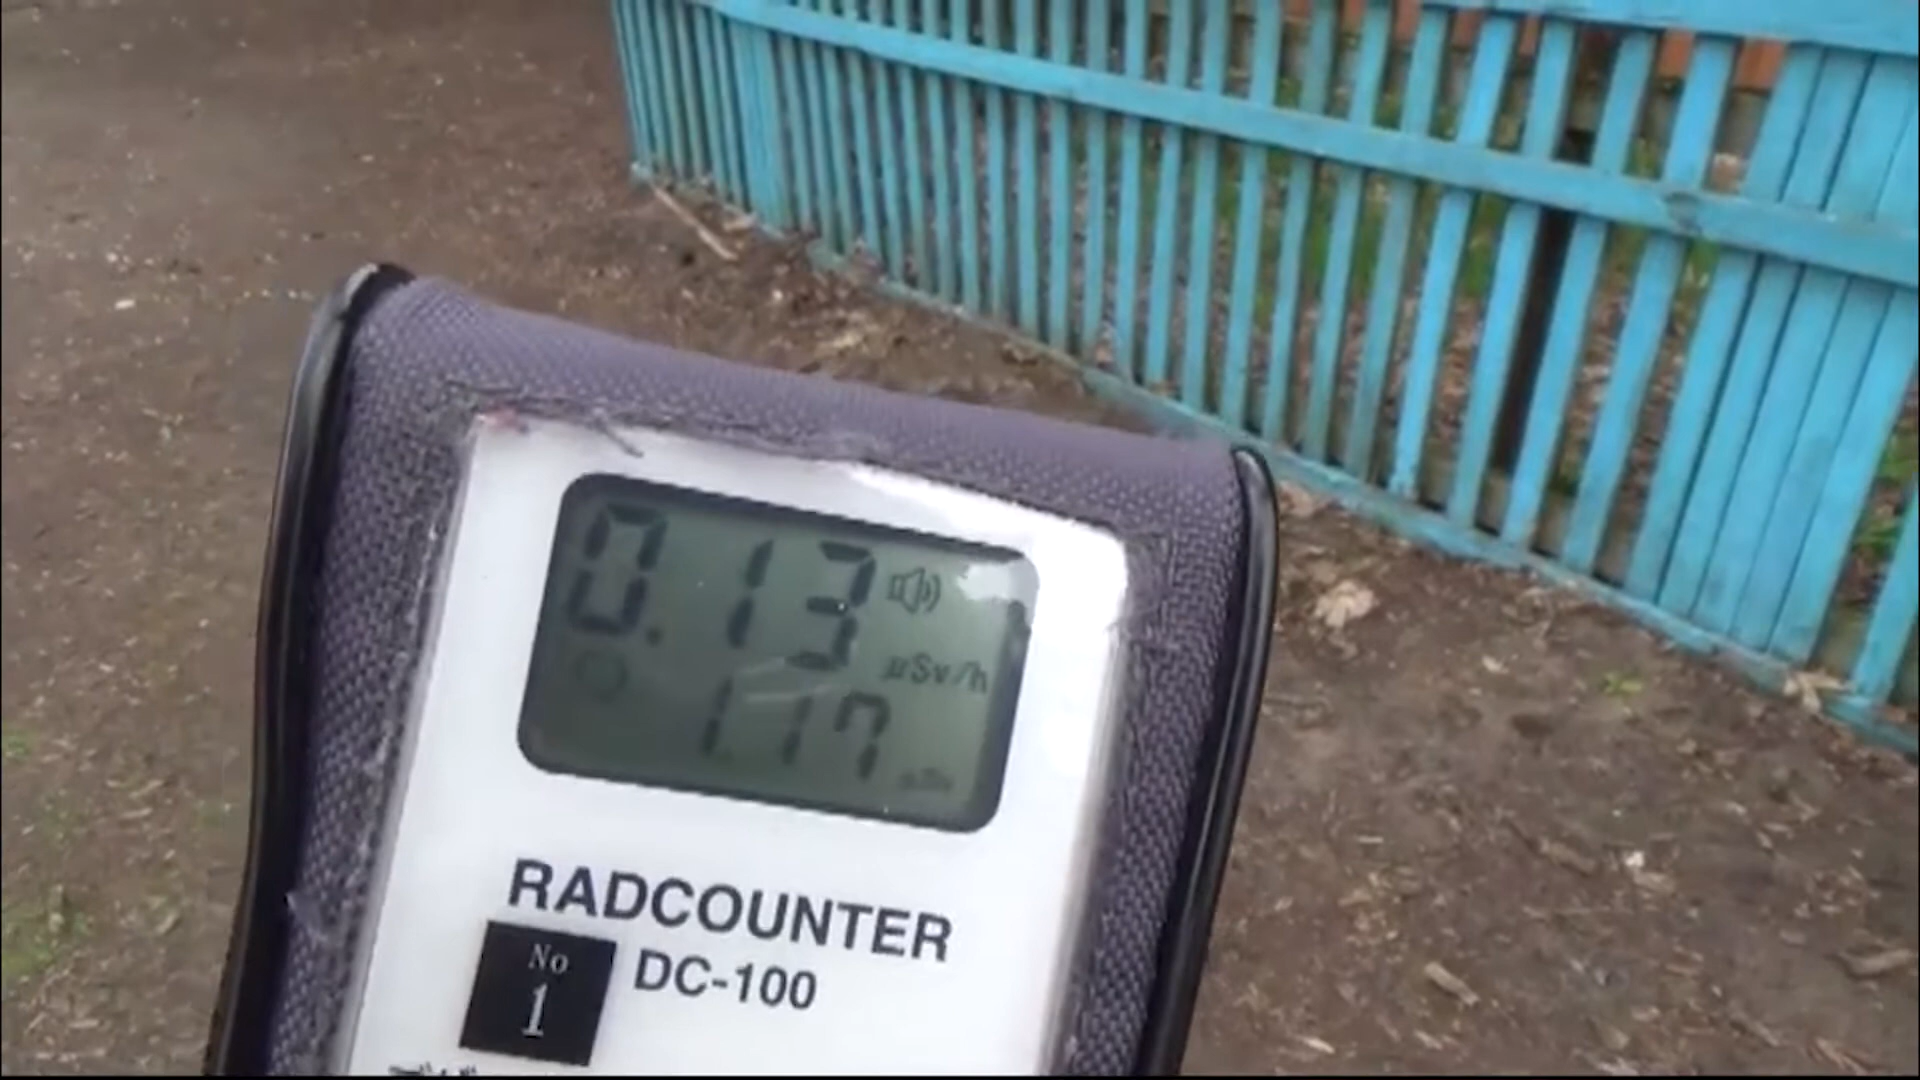 0.13
μSv/h
1.17
RADCOUNTER
No
1
DC-100